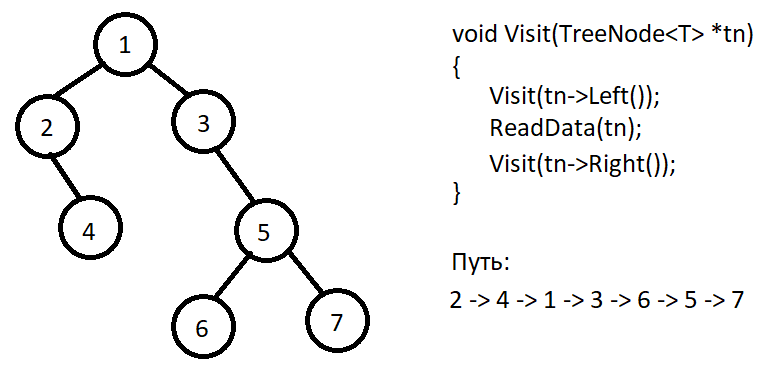 1
2
3
4
5
6
7
void Visit(TreeNode<T> *tn)
{
Visit(tn->Left());
ReadData(tn);
Visit(tn->Right());
}
Путь:
2 -> 4 -> 1 -> 3 -> 6 -> 5 -> 7